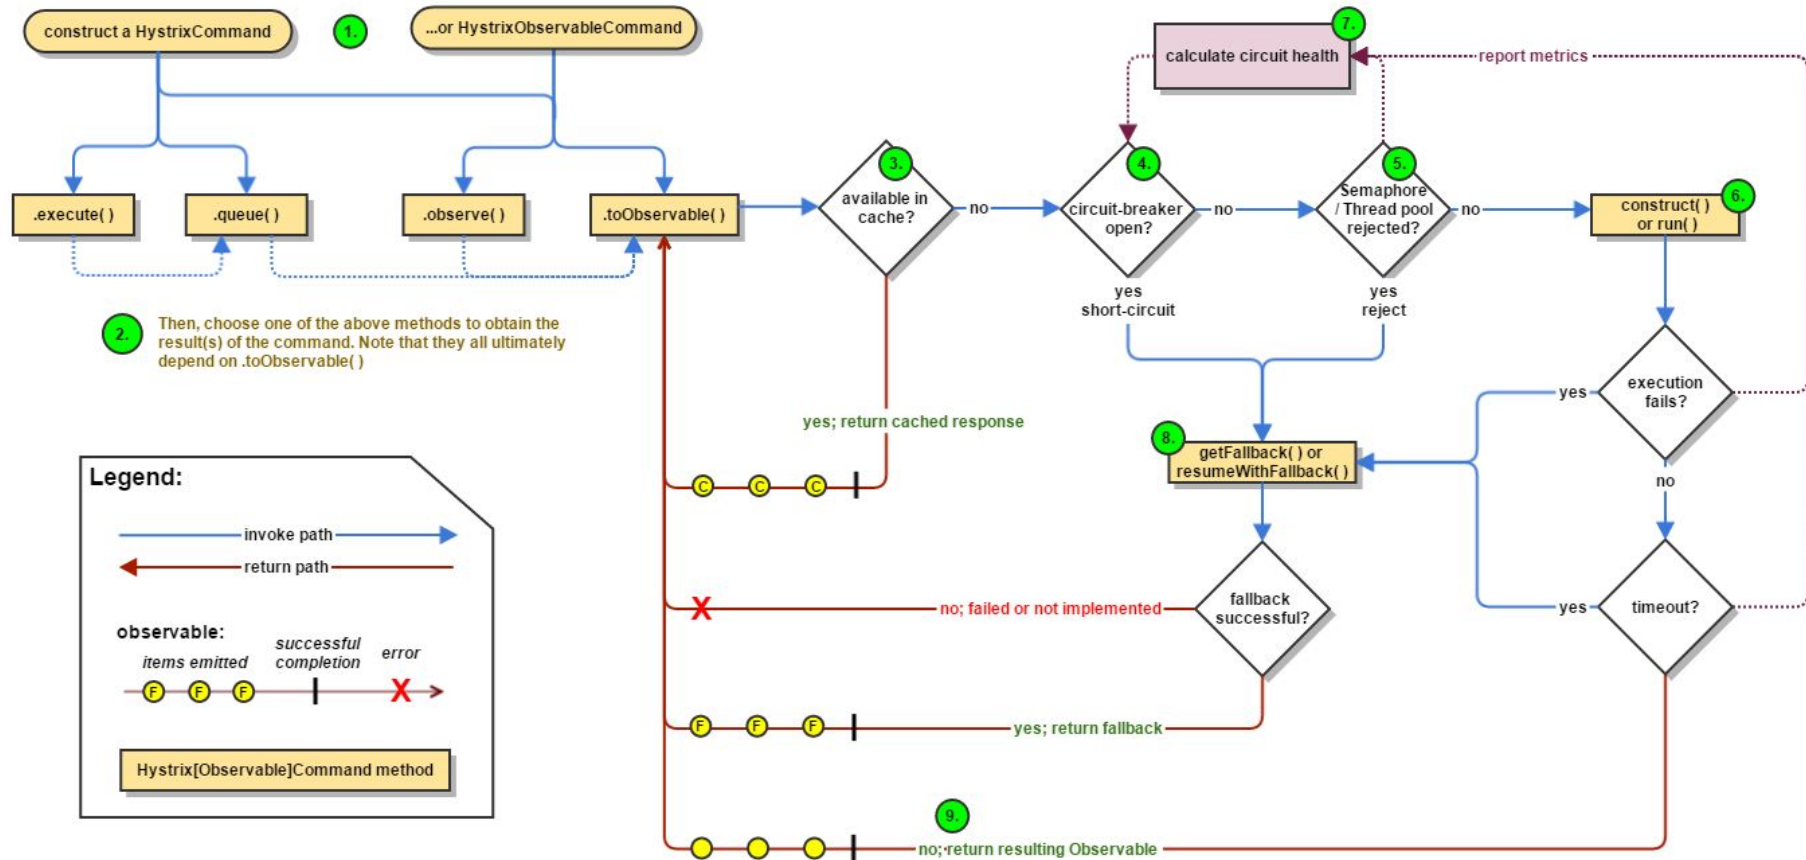 construct a HystrixCommand
1.
...or HystrixObservableCommand
7.
calculate circuit health
report metrics
.execute( )
.queue( )
.observe( )
.toObservable( )
3.
available in
cache?
no
4.
circuit-breaker
open?
no
5.
Semaphore
/ Thread pool
rejected?
no
6.
construct( )
or run( )
yes
short-circuit
yes
reject
2.
Then, choose one of the above methods to obtain the
result(s) of the command. Note that they all ultimately
depend on .toObservable( )
yes; return cached response
C
C
C
8.
getFallback( ) or
resumeWithFallback( )
yes
execution
fails?
no
yes
timeout?
fallback
successful?
no; failed or not implemented
X
yes; return fallback
F
F
F
9.
no; return resulting Observable
Legend:
invoke path
return path
observable:
items emitted
successful
completion
error
F
F
F
X
Hystrix[Observable]Command method